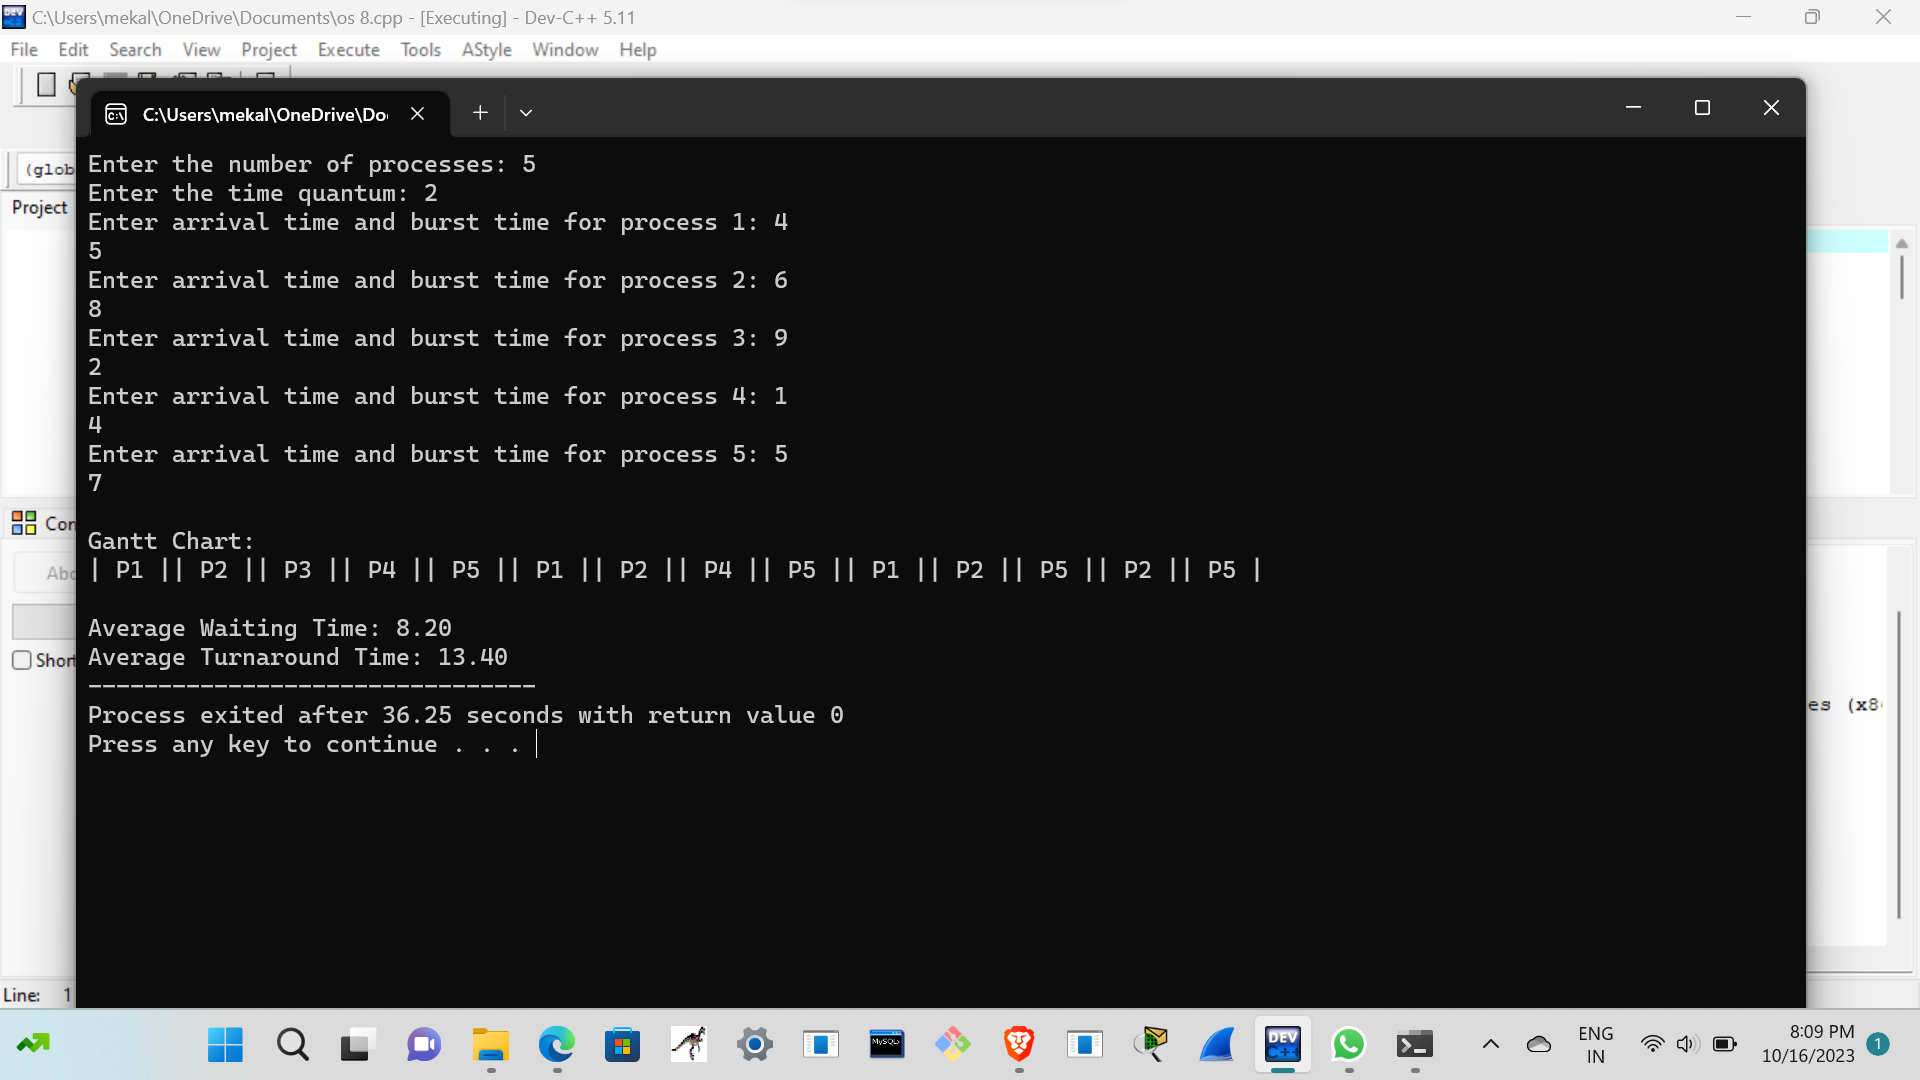 C:\Users\mekal\OneDrive\Documents\os 8.cpp - [Executing] - Dev-C++ 5.11
File Edit Search View Project Execute Tools AStyle Window Help
C:\Users\mekal\OneDrive\Do
(glob
Project
Enter the number of processes: 5
Enter the time quantum: 2
Enter arrival time and burst time for process 1: 4
5
Enter arrival time and burst time for process 2: 6
8
Enter arrival time and burst time for process 3: 9
2
Enter arrival time and burst time for process 4: 1
4
Enter arrival time and burst time for process 5: 5
7
Con
Gantt Chart:
Abo
| P1 || P2 || P3 || P4 || P5 || P1 || P2 || P4 || P5 || P1 || P2 || P5 || P2 || P5 |
Average Waiting Time: 8.20
Short
Average Turnaround Time: 13.40
--------------------------------
es (x8
Process exited after 36.25 seconds with return value 0
Press any key to continue . . .
Line: 1
MySQL>
DEV C++
ENG
IN
8:09 PM
10/16/2023
1